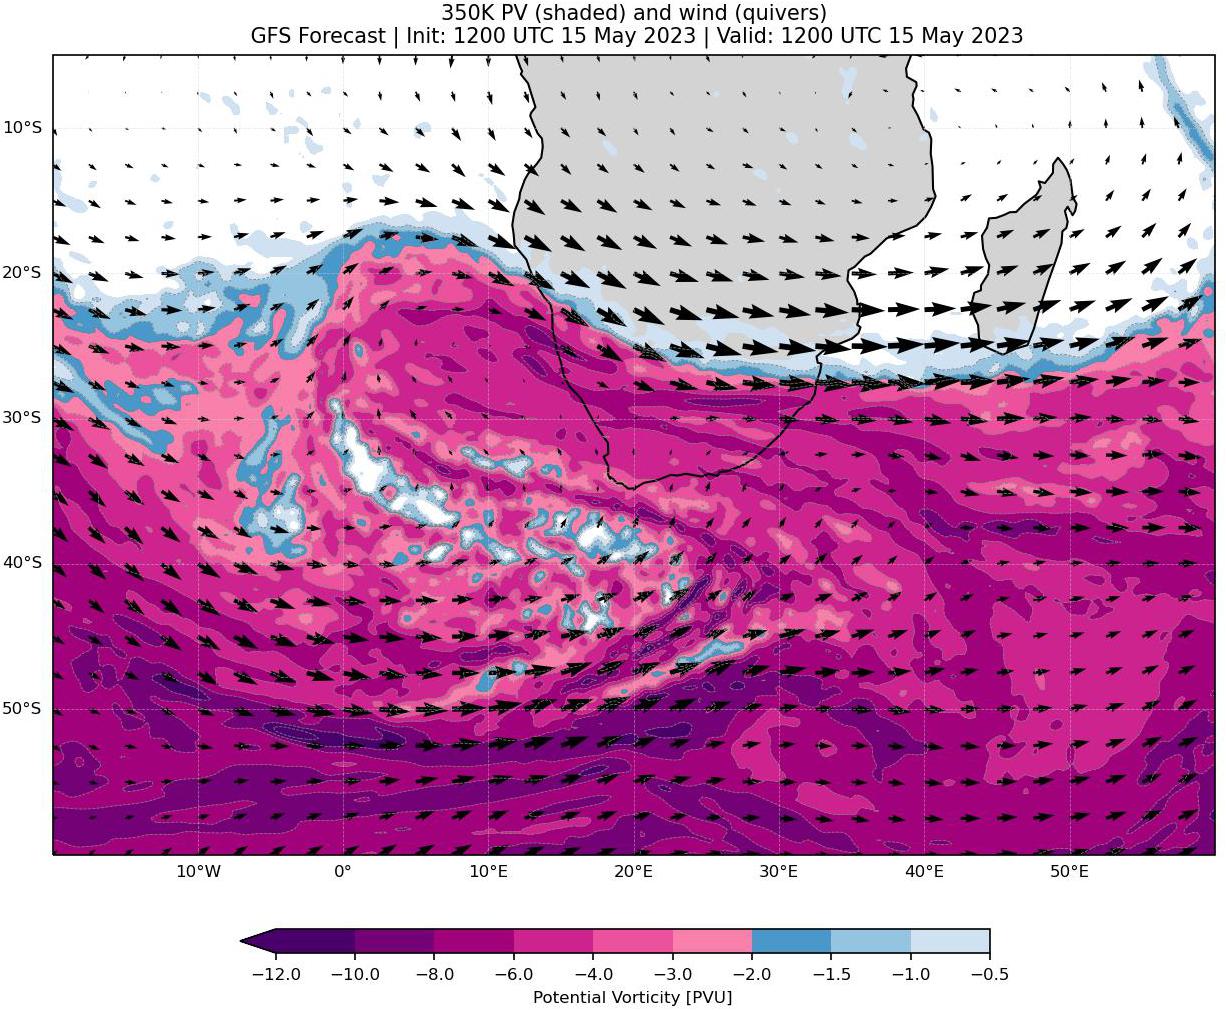 350K PV (shaded) and wind (quivers)
GFS Forecast | Init: 1200 UTC 15 May 2023 | Valid: 1200 UTC 15 May 2023
10°S
20°S
30°S
40°S
50°S
10°W 0° 10°E 20°E 30°E 40°E 50°E
−12.0 −10.0 −8.0 −6.0 −4.0 −3.0 −2.0 −1.5 −1.0 −0.5
Potential Vorticity [PVU]